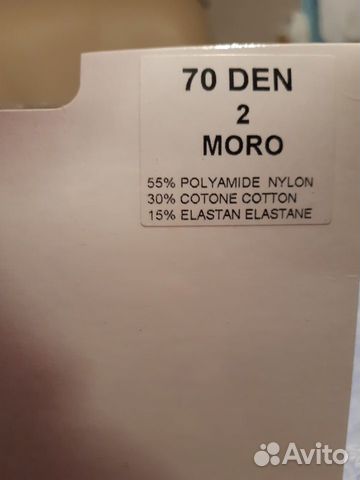 70 DEN
2
MORO
55% POLYAMIDE NYLON
30% COTONE COTTON
15% ELASTAN ELASTANE
Avito